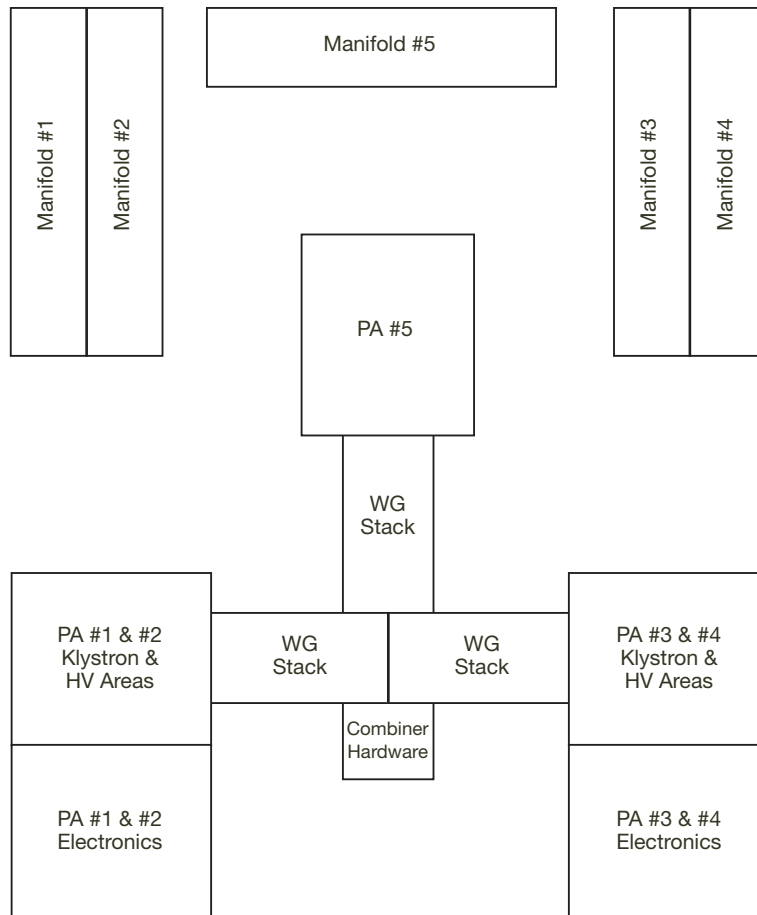 Manifold #5
Manifold #1
Manifold #2
Manifold #3
Manifold #4
PA #5
WG
Stack
PA #1 & #2
Klystron &
HV Areas
WG
Stack
WG
Stack
PA #3 & #4
Klystron &
HV Areas
Combiner
Hardware
PA #1 & #2
Electronics
PA #3 & #4
Electronics